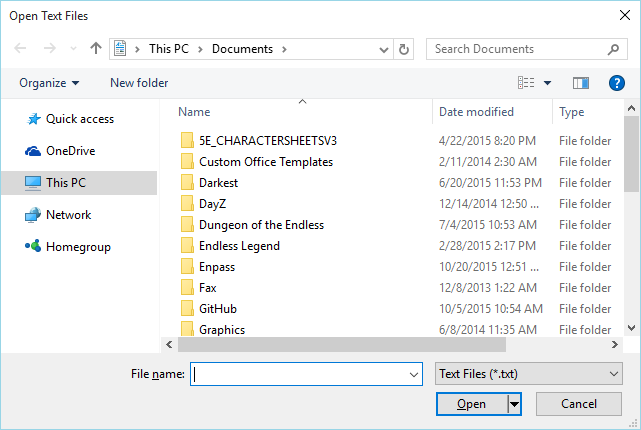 Open Text Files
This PC Documents Search Documents
Organize New folder
Name Date modified Type
Quick access
OneDrive
This PC
Network
Homegroup
5E_CHARACTERSHEETSV3 4/22/2015 8:20 PM File folder
Custom Office Templates 2/11/2014 2:30 AM File folder
Darkest 6/20/2015 11:53 PM File folder
DayZ 12/14/2014 12:50 ... File folder
Dungeon of the Endless 7/4/2015 10:53 AM File folder
Endless Legend 2/28/2015 2:17 PM File folder
Enpass 10/20/2015 12:51 ... File folder
Fax 12/8/2013 1:22 AM File folder
GitHub 10/5/2015 10:54 AM File folder
Graphics 6/8/2014 11:35 AM File folder
File name: Text Files (*.txt)
Open Cancel